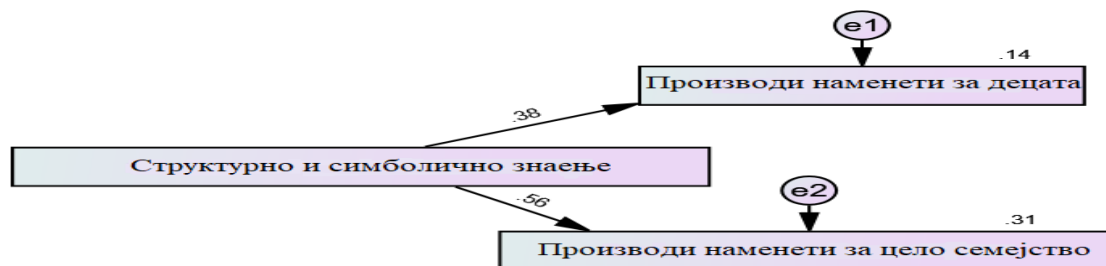 e1
.14
Производи наменети за децата
.38
Структурно и симболично знаење
.56
e2
.31
Производи наменети за цело семејство